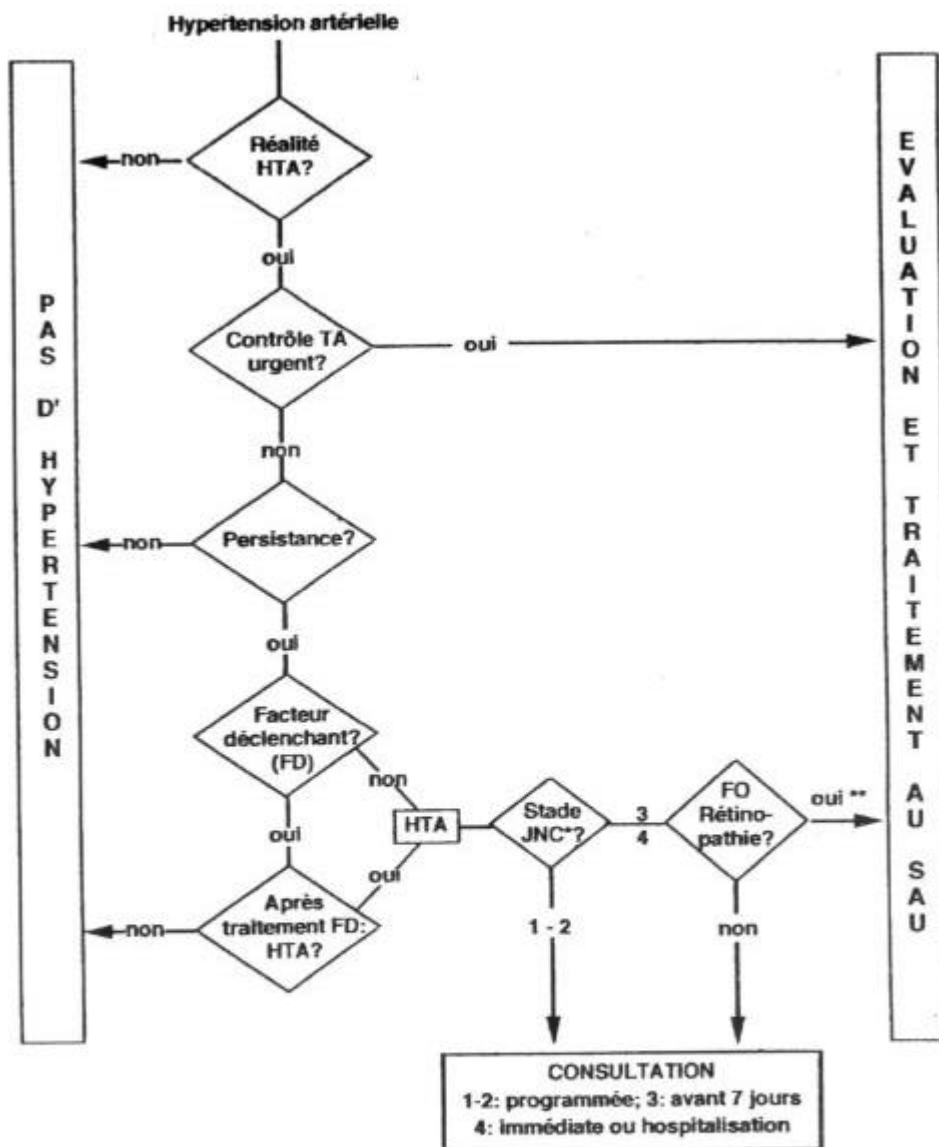 Hypertension artérielle
Réalité
HTA?
non
oui
Contrôle TA
urgent?
oui
non
Persistance?
non
oui
Facteur
déclenchant?
(FD)
non
oui
HTA
oui
Après
traitement FD:
HTA?
non
Stade
JNC*?
3
4
1 - 2
FO
Rétino-
pathie?
oui **
non
CONSULTATION
1-2: programmée; 3: avant 7 jours
4: immédiate ou hospitalisation
PAS D' HYPERTENSION
EVALUATION ET TRAITEMENT AU SAU